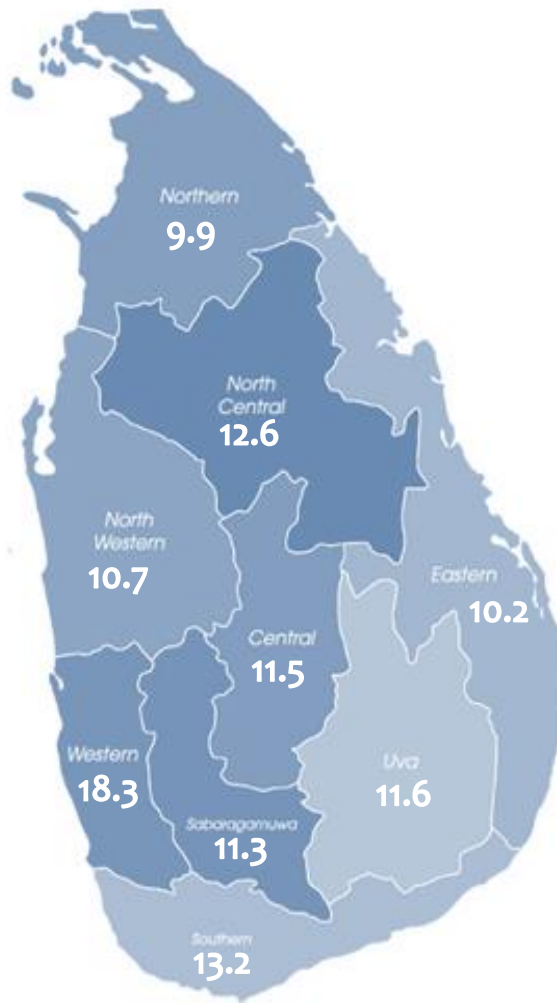 Northern
9.9
North
Central
12.6
North
Western
10.7
Eastern
10.2
Central
11.5
Western
18.3
Uva
11.6
Sabaragamuwa
11.3
Southern
13.2